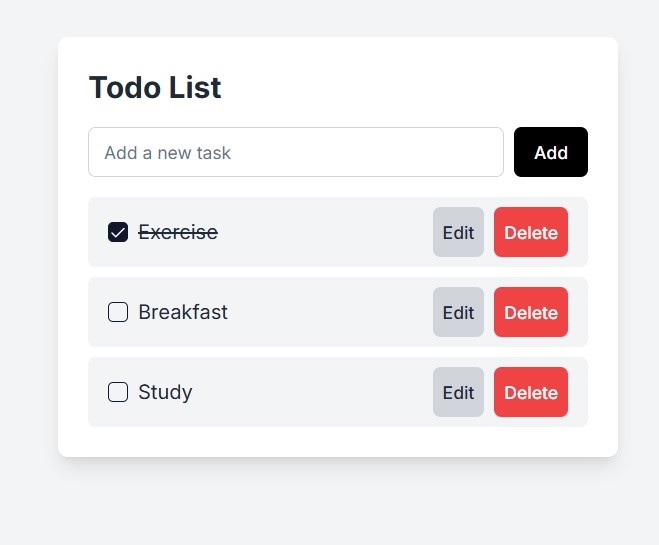 Todo List
Add a new task Add
Exercise Edit Delete
Breakfast Edit Delete
Study Edit Delete